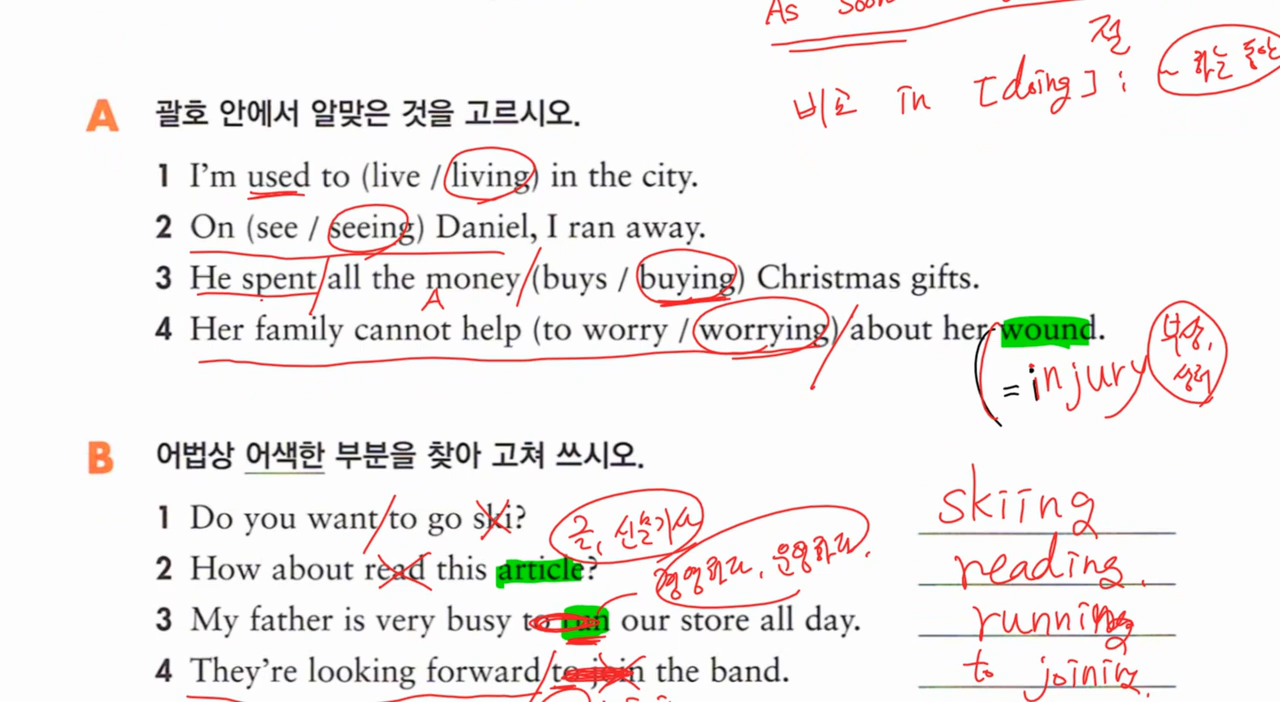 As soon
절
비교 in [doing] : ~하는 동안
A 괄호 안에서 알맞은 것을 고르시오.
1 I'm used to (live / living) in the city.
2 On (see / seeing) Daniel, I ran away.
3 He spent all the money (buys / buying) Christmas gifts.
A
4 Her family cannot help (to worry / worrying) about her wound.
(= injury 부상, 상처
B 어법상 어색한 부분을 찾아 고쳐 쓰시오.
1 Do you want to go ski? skiing
글, 신문기사
2 How about read this article? reading.
경영하다, 운영하다.
3 My father is very busy to run our store all day. running
4 They're looking forward to join the band. to joining.